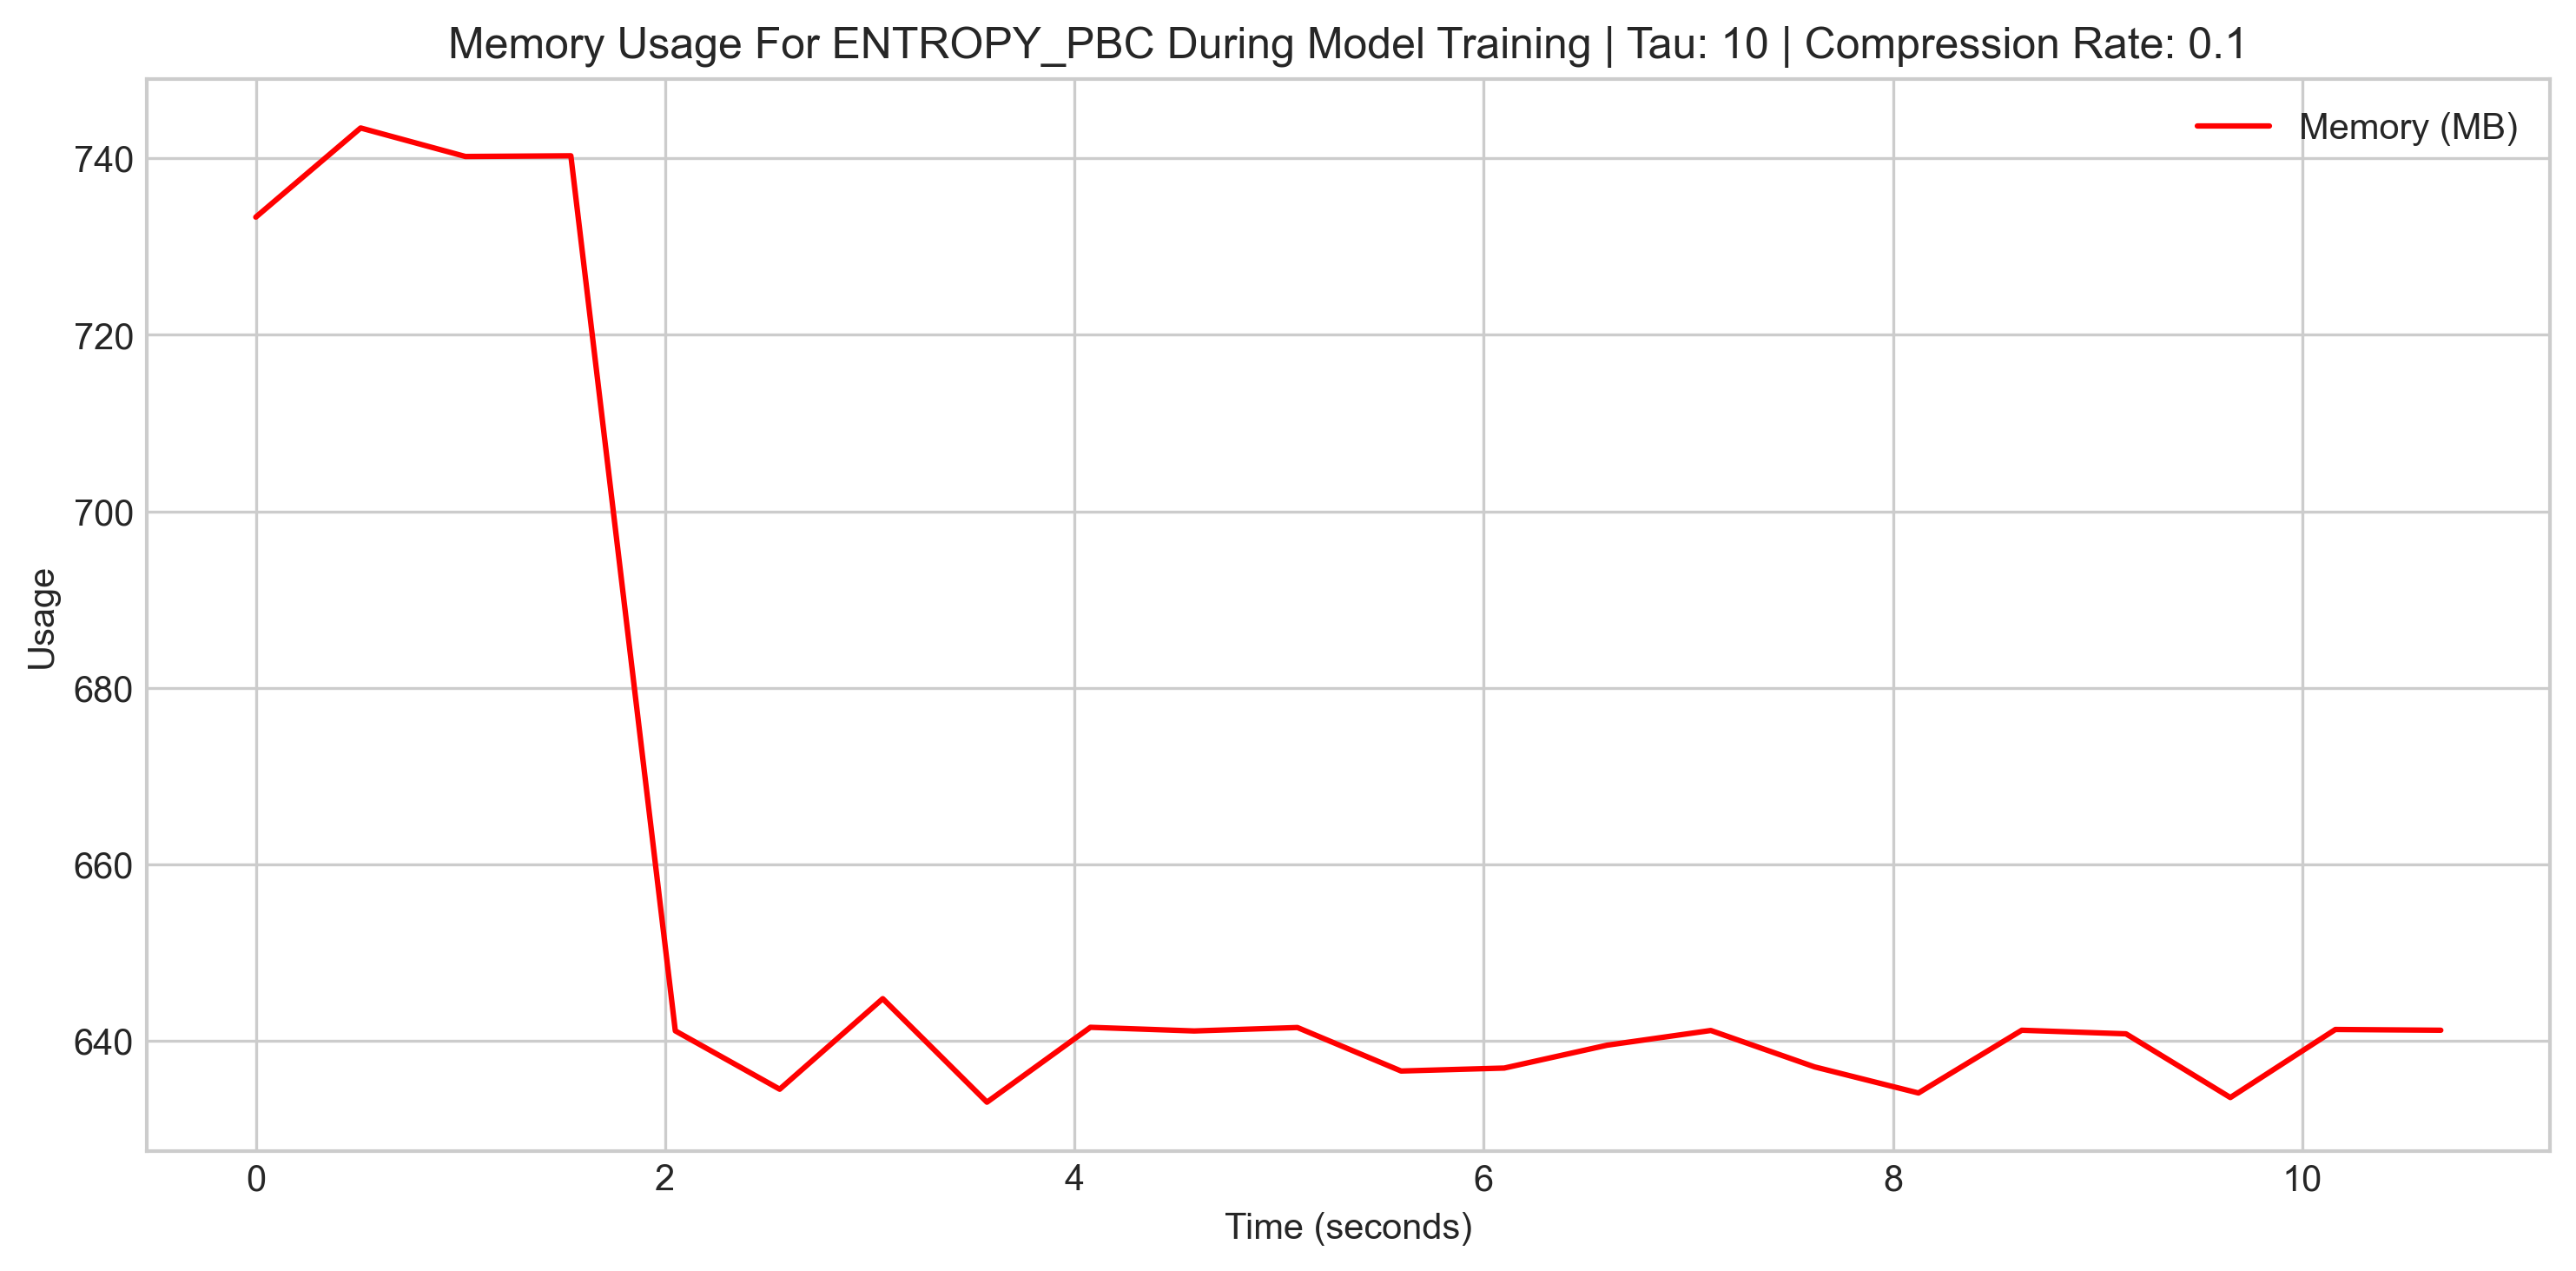 Memory Usage For ENTROPY_PBC During Model Training | Tau: 10 | Compression Rate: 0.1
Memory (MB)
740
720
700
680
660
640
Usage
0 2 4 6 8 10
Time (seconds)